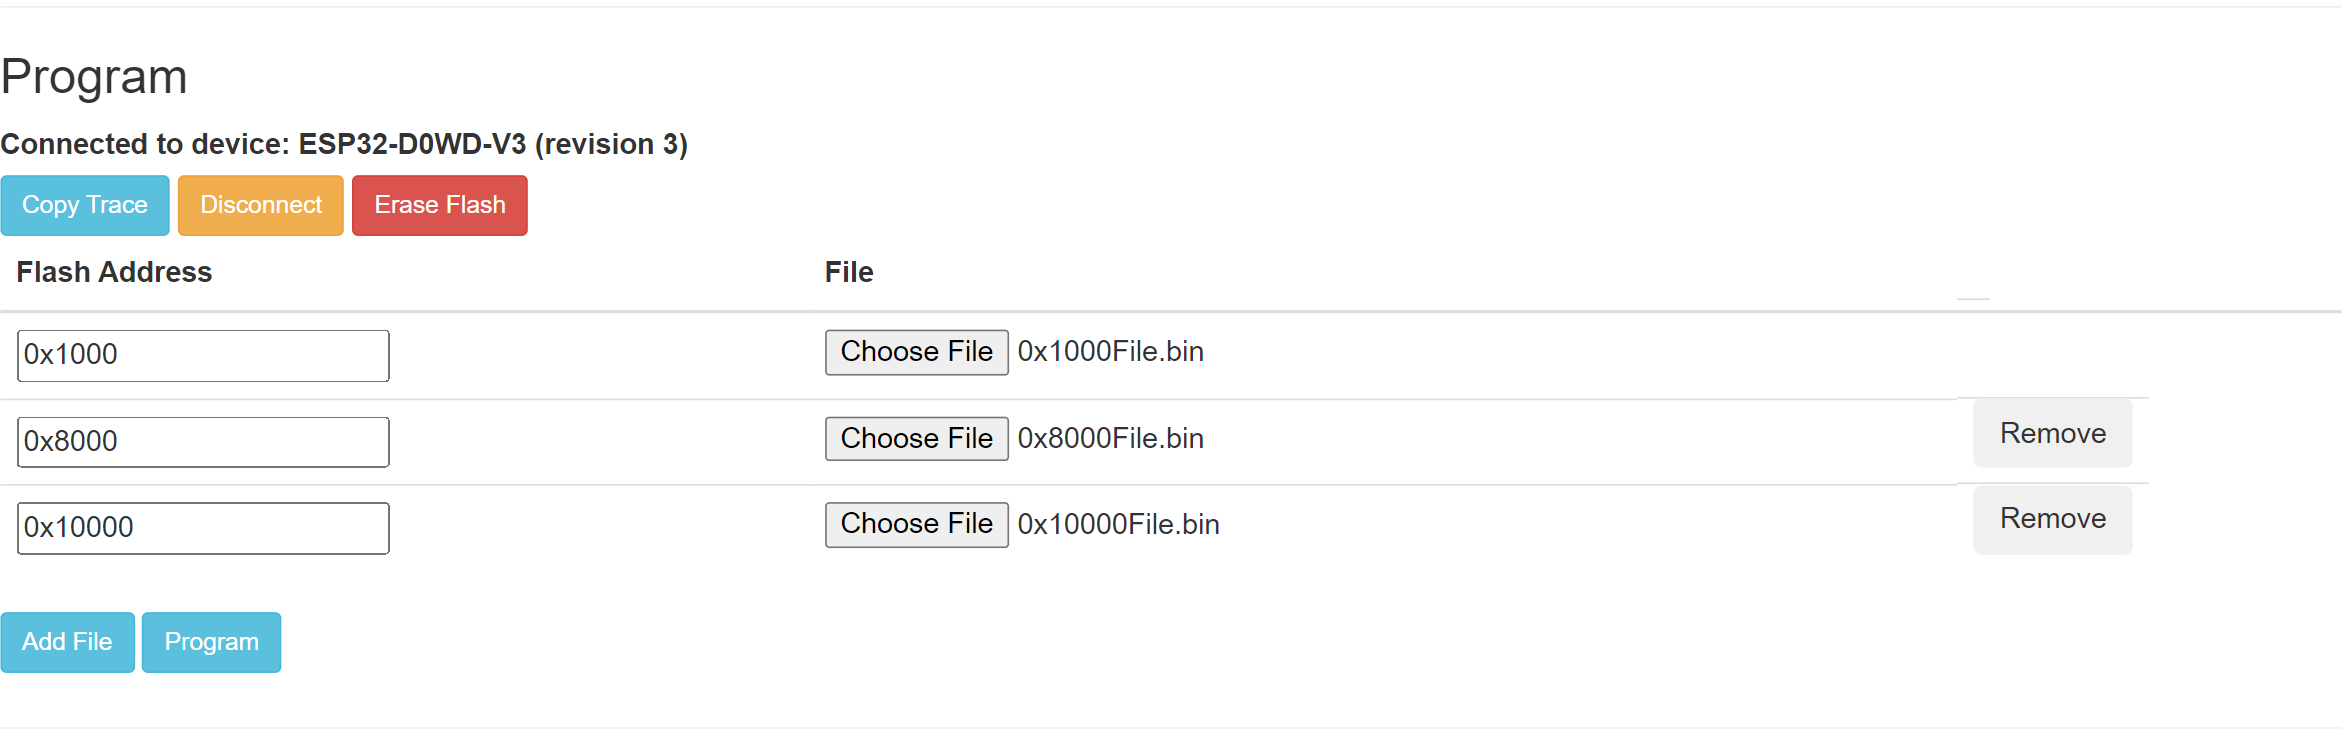 Program
Connected to device: ESP32-D0WD-V3 (revision 3)
Copy Trace Disconnect Erase Flash
Flash Address File
0x1000 Choose File 0x1000File.bin
0x8000 Choose File 0x8000File.bin Remove
0x10000 Choose File 0x10000File.bin Remove
Add File Program